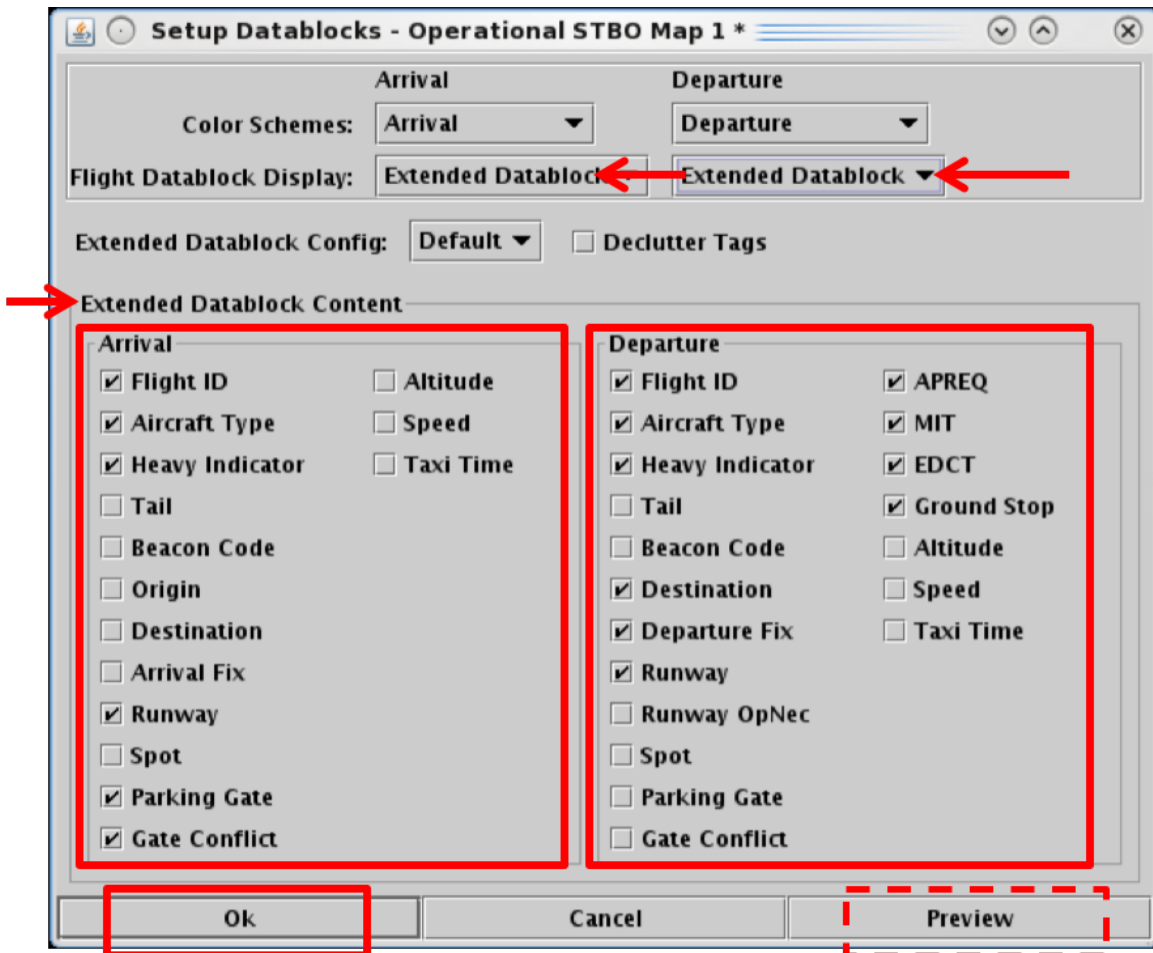 Setup Datablocks - Operational STBO Map 1 *
Arrival Departure
Color Schemes: Arrival Departure
Flight Datablock Display: Extended Datablock Extended Datablock
Extended Datablock Config: Default Declutter Tags
Extended Datablock Content
Arrival
Flight ID Altitude
Aircraft Type Speed
Heavy Indicator Taxi Time
Tail
Beacon Code
Origin
Destination
Arrival Fix
Runway
Spot
Parking Gate
Gate Conflict
Departure
Flight ID APREQ
Aircraft Type MIT
Heavy Indicator EDCT
Tail Ground Stop
Beacon Code Altitude
Destination Speed
Departure Fix Taxi Time
Runway
Runway OpNec
Spot
Parking Gate
Gate Conflict
Ok Cancel Preview